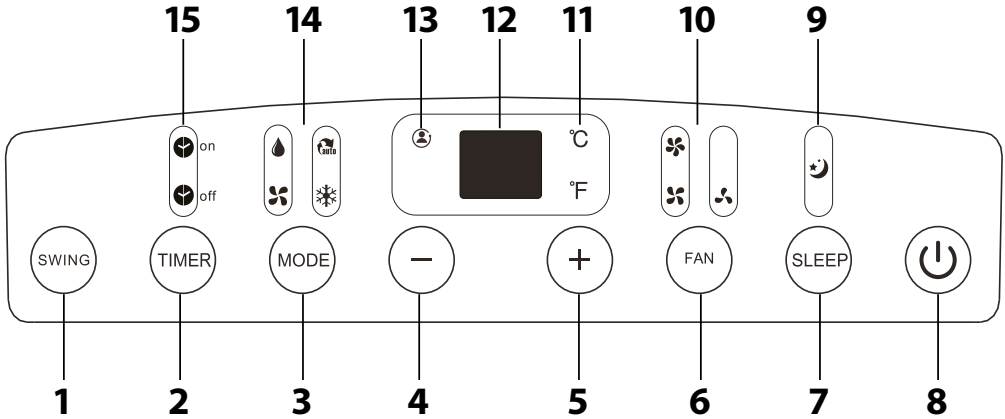 15 14 13 12 11 10 9
on
auto
off
℃
℉
SWING TIMER MODE − + FAN SLEEP
1 2 3 4 5 6 7 8